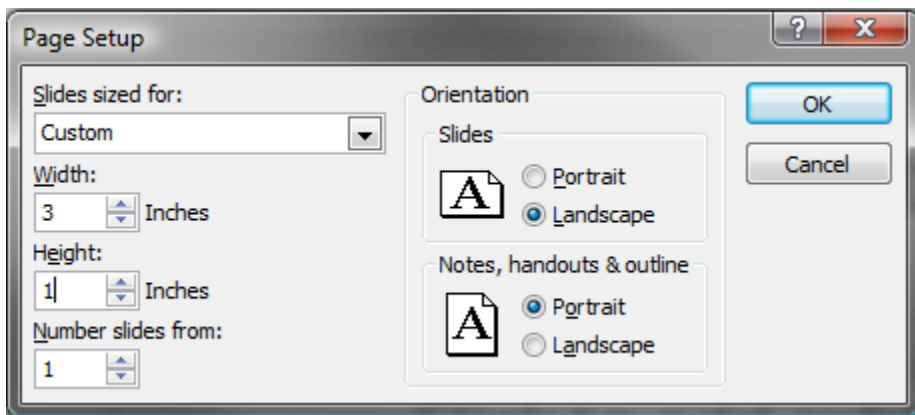 Page Setup
?
X
Slides sized for:
Custom
Width:
3 Inches
Height:
1 Inches
Number slides from:
1
Orientation
Slides
A
Portrait
Landscape
Notes, handouts & outline
A
Portrait
Landscape
OK
Cancel